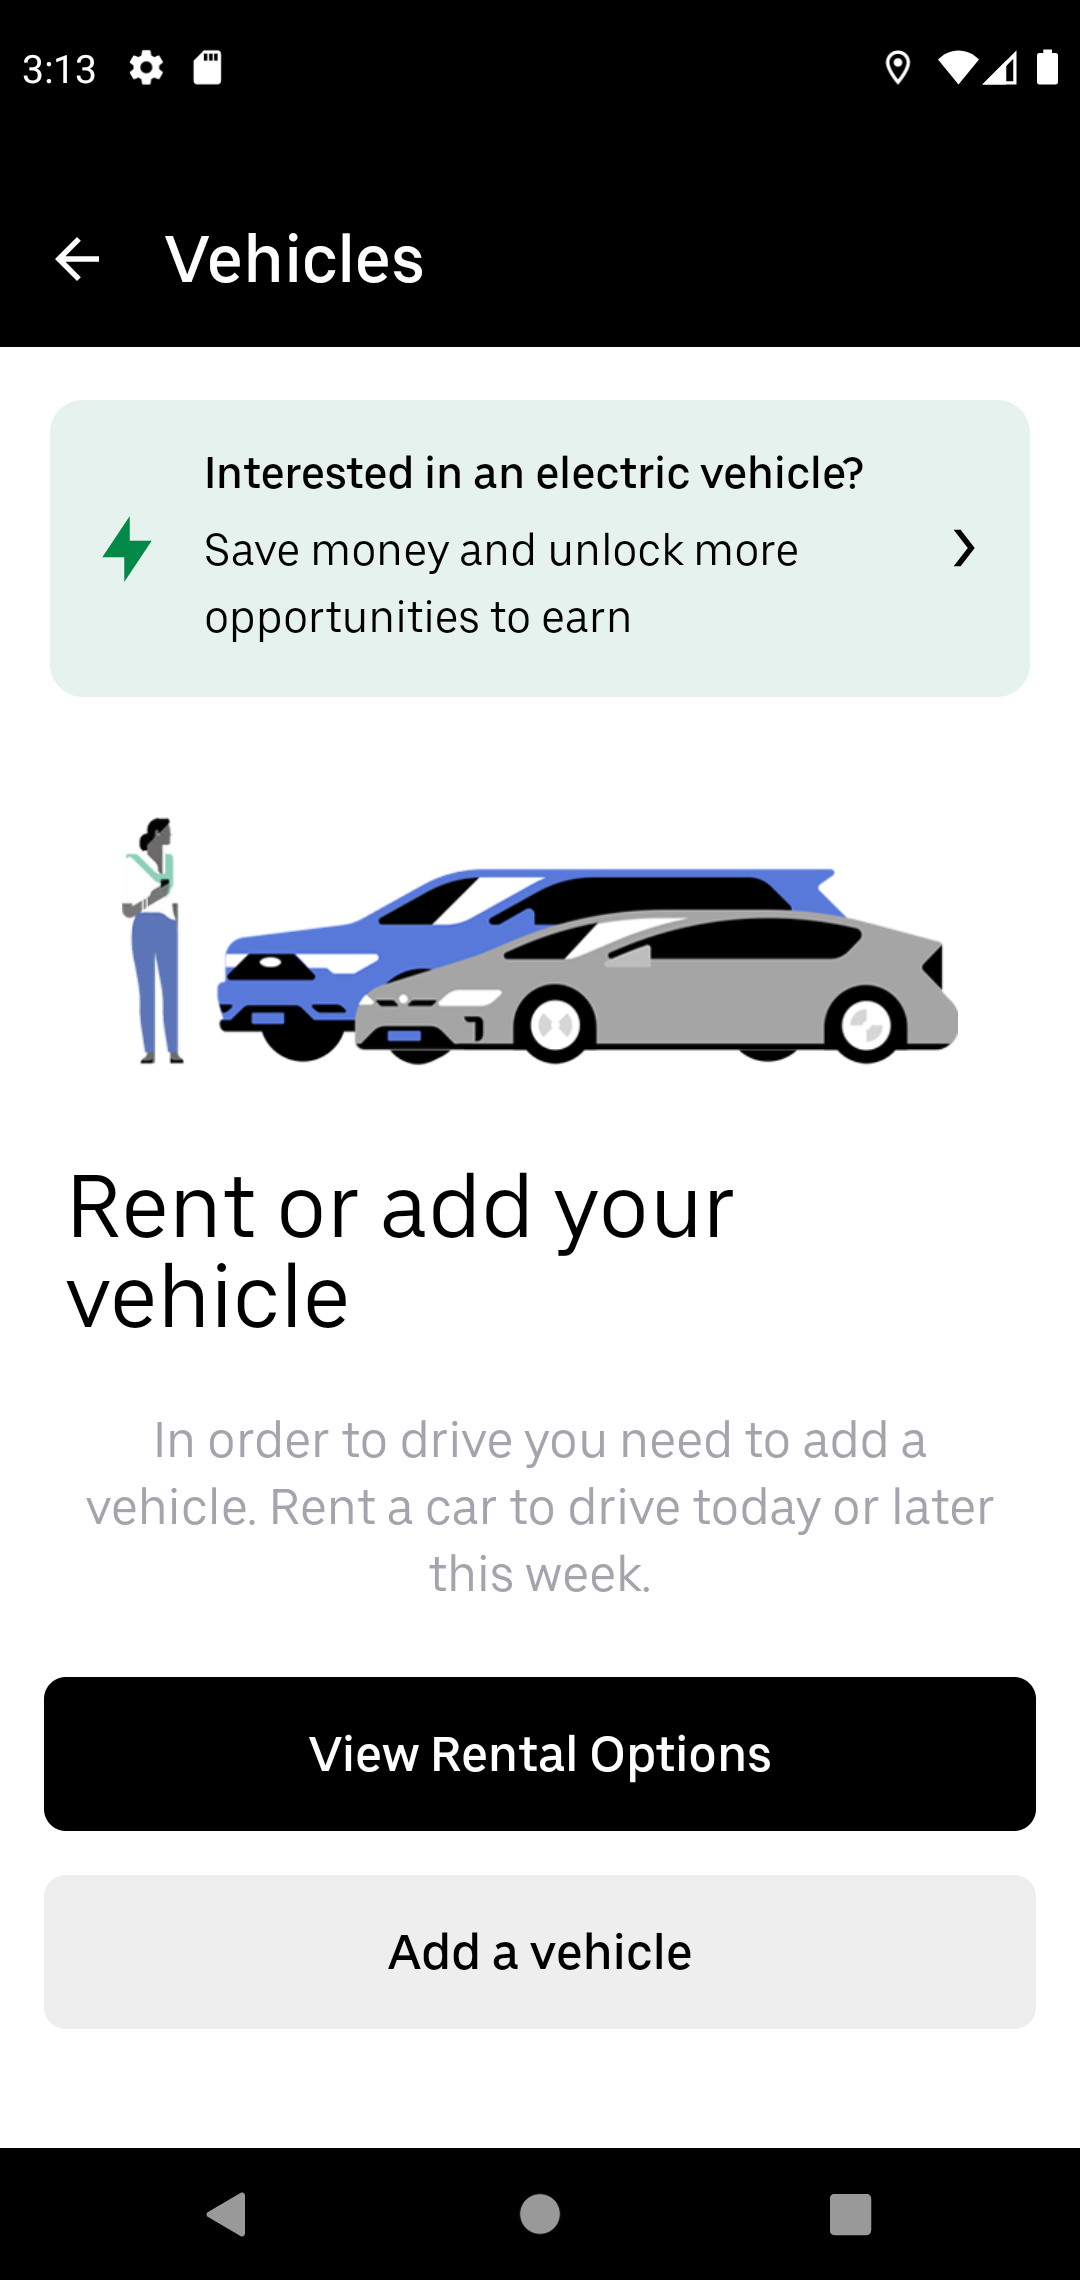 3:13
Vehicles
Interested in an electric vehicle?
Save money and unlock more
opportunities to earn
Rent or add your
vehicle
In order to drive you need to add a
vehicle. Rent a car to drive today or later
this week.
View Rental Options
Add a vehicle